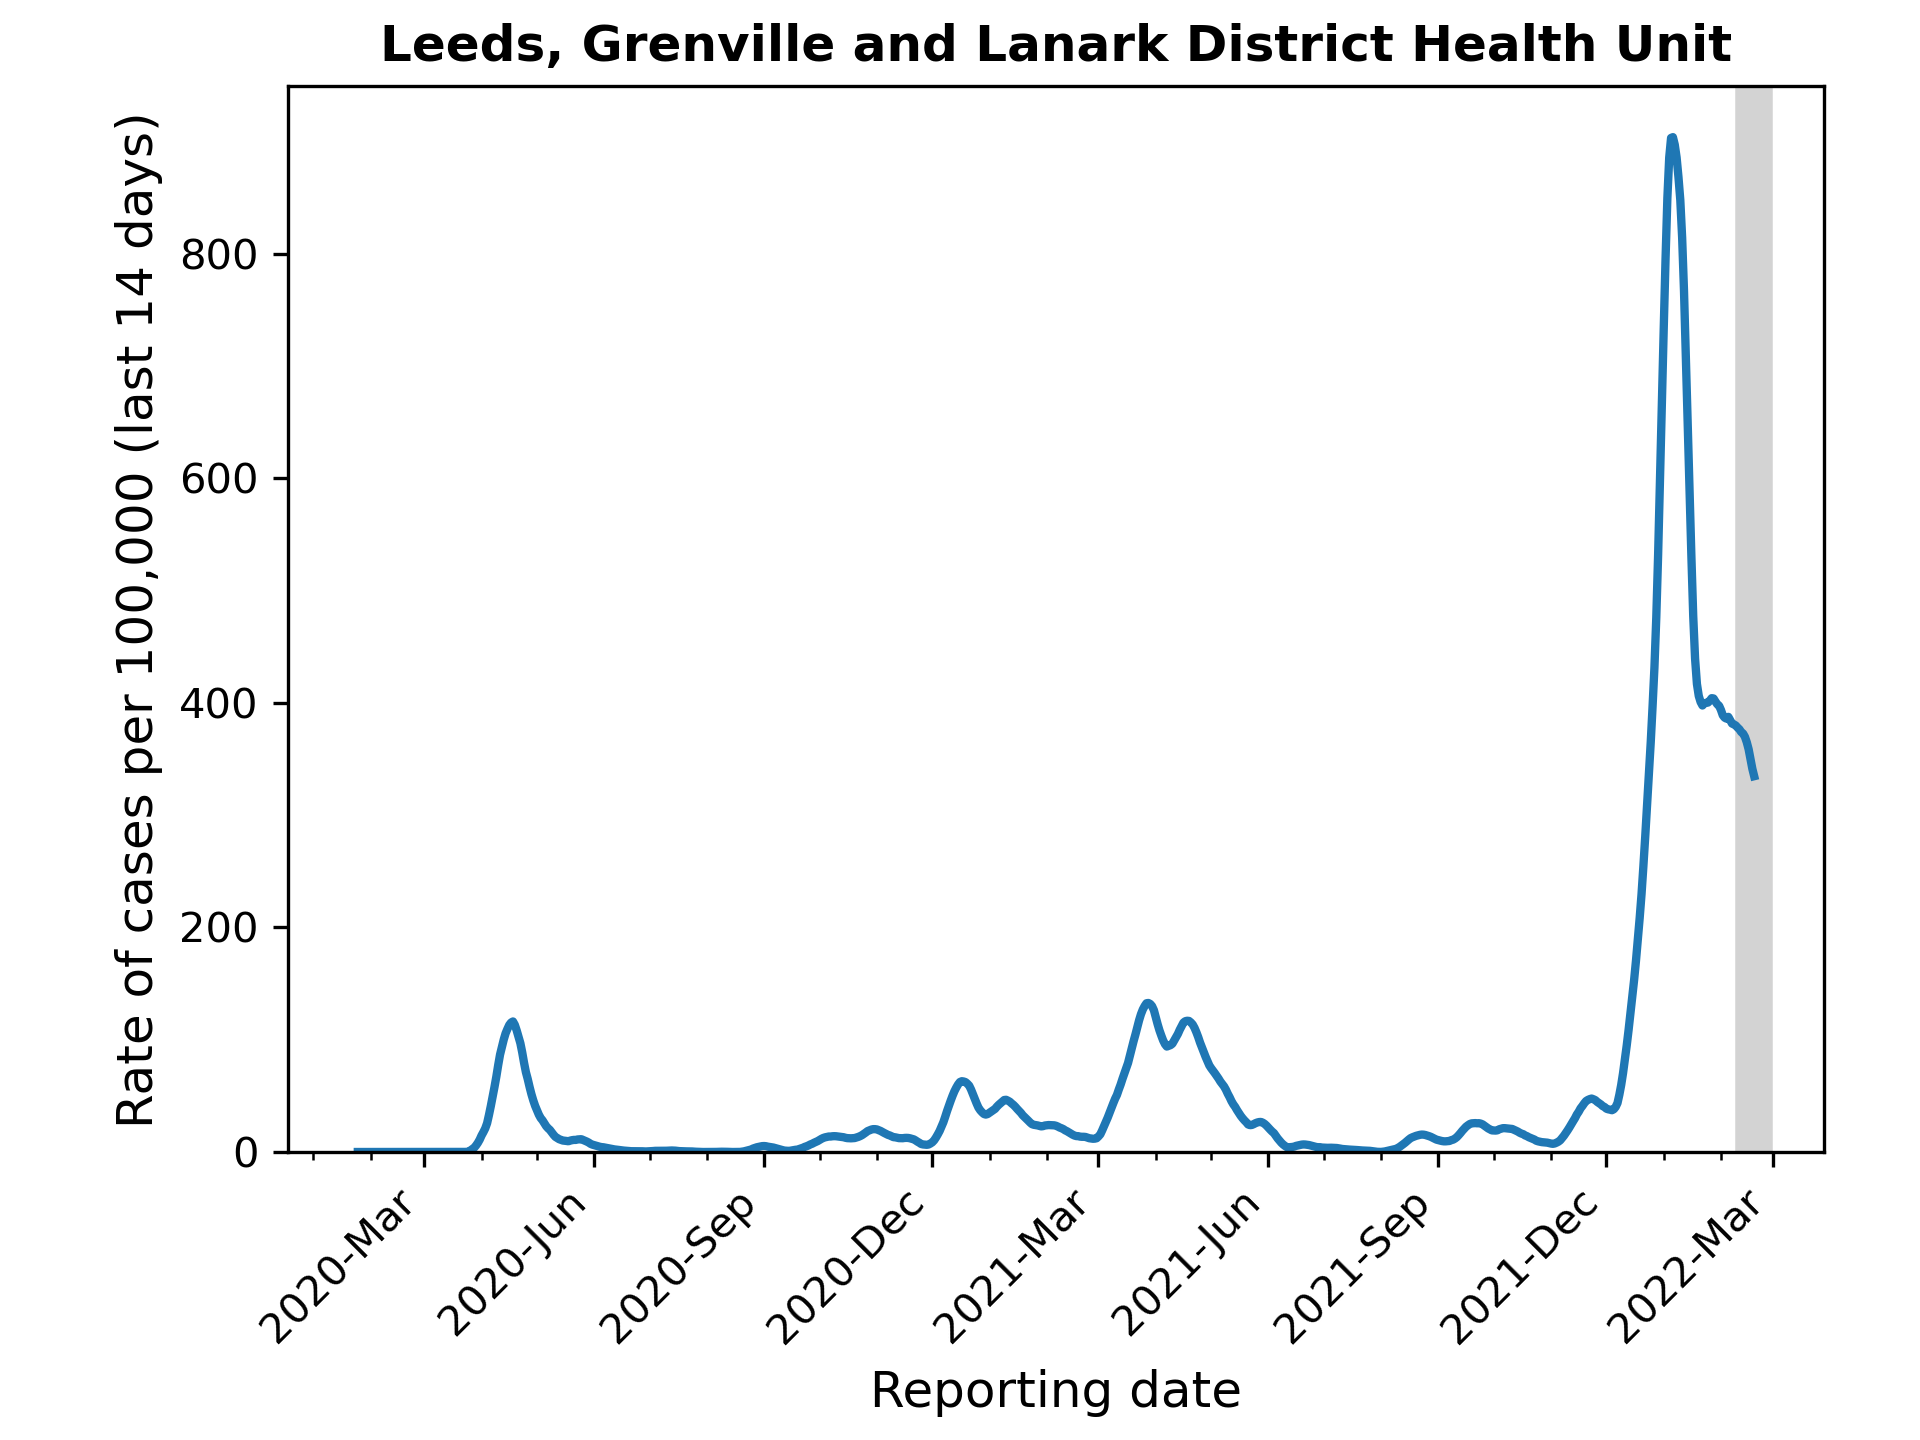 Leeds, Grenville and Lanark District Health Unit
Rate of cases per 100,000 (last 14 days)
800
600
400
200
0
2020-Mar
2020-Jun
2020-Sep
2020-Dec
2021-Mar
2021-Jun
2021-Sep
2021-Dec
2022-Mar
Reporting date